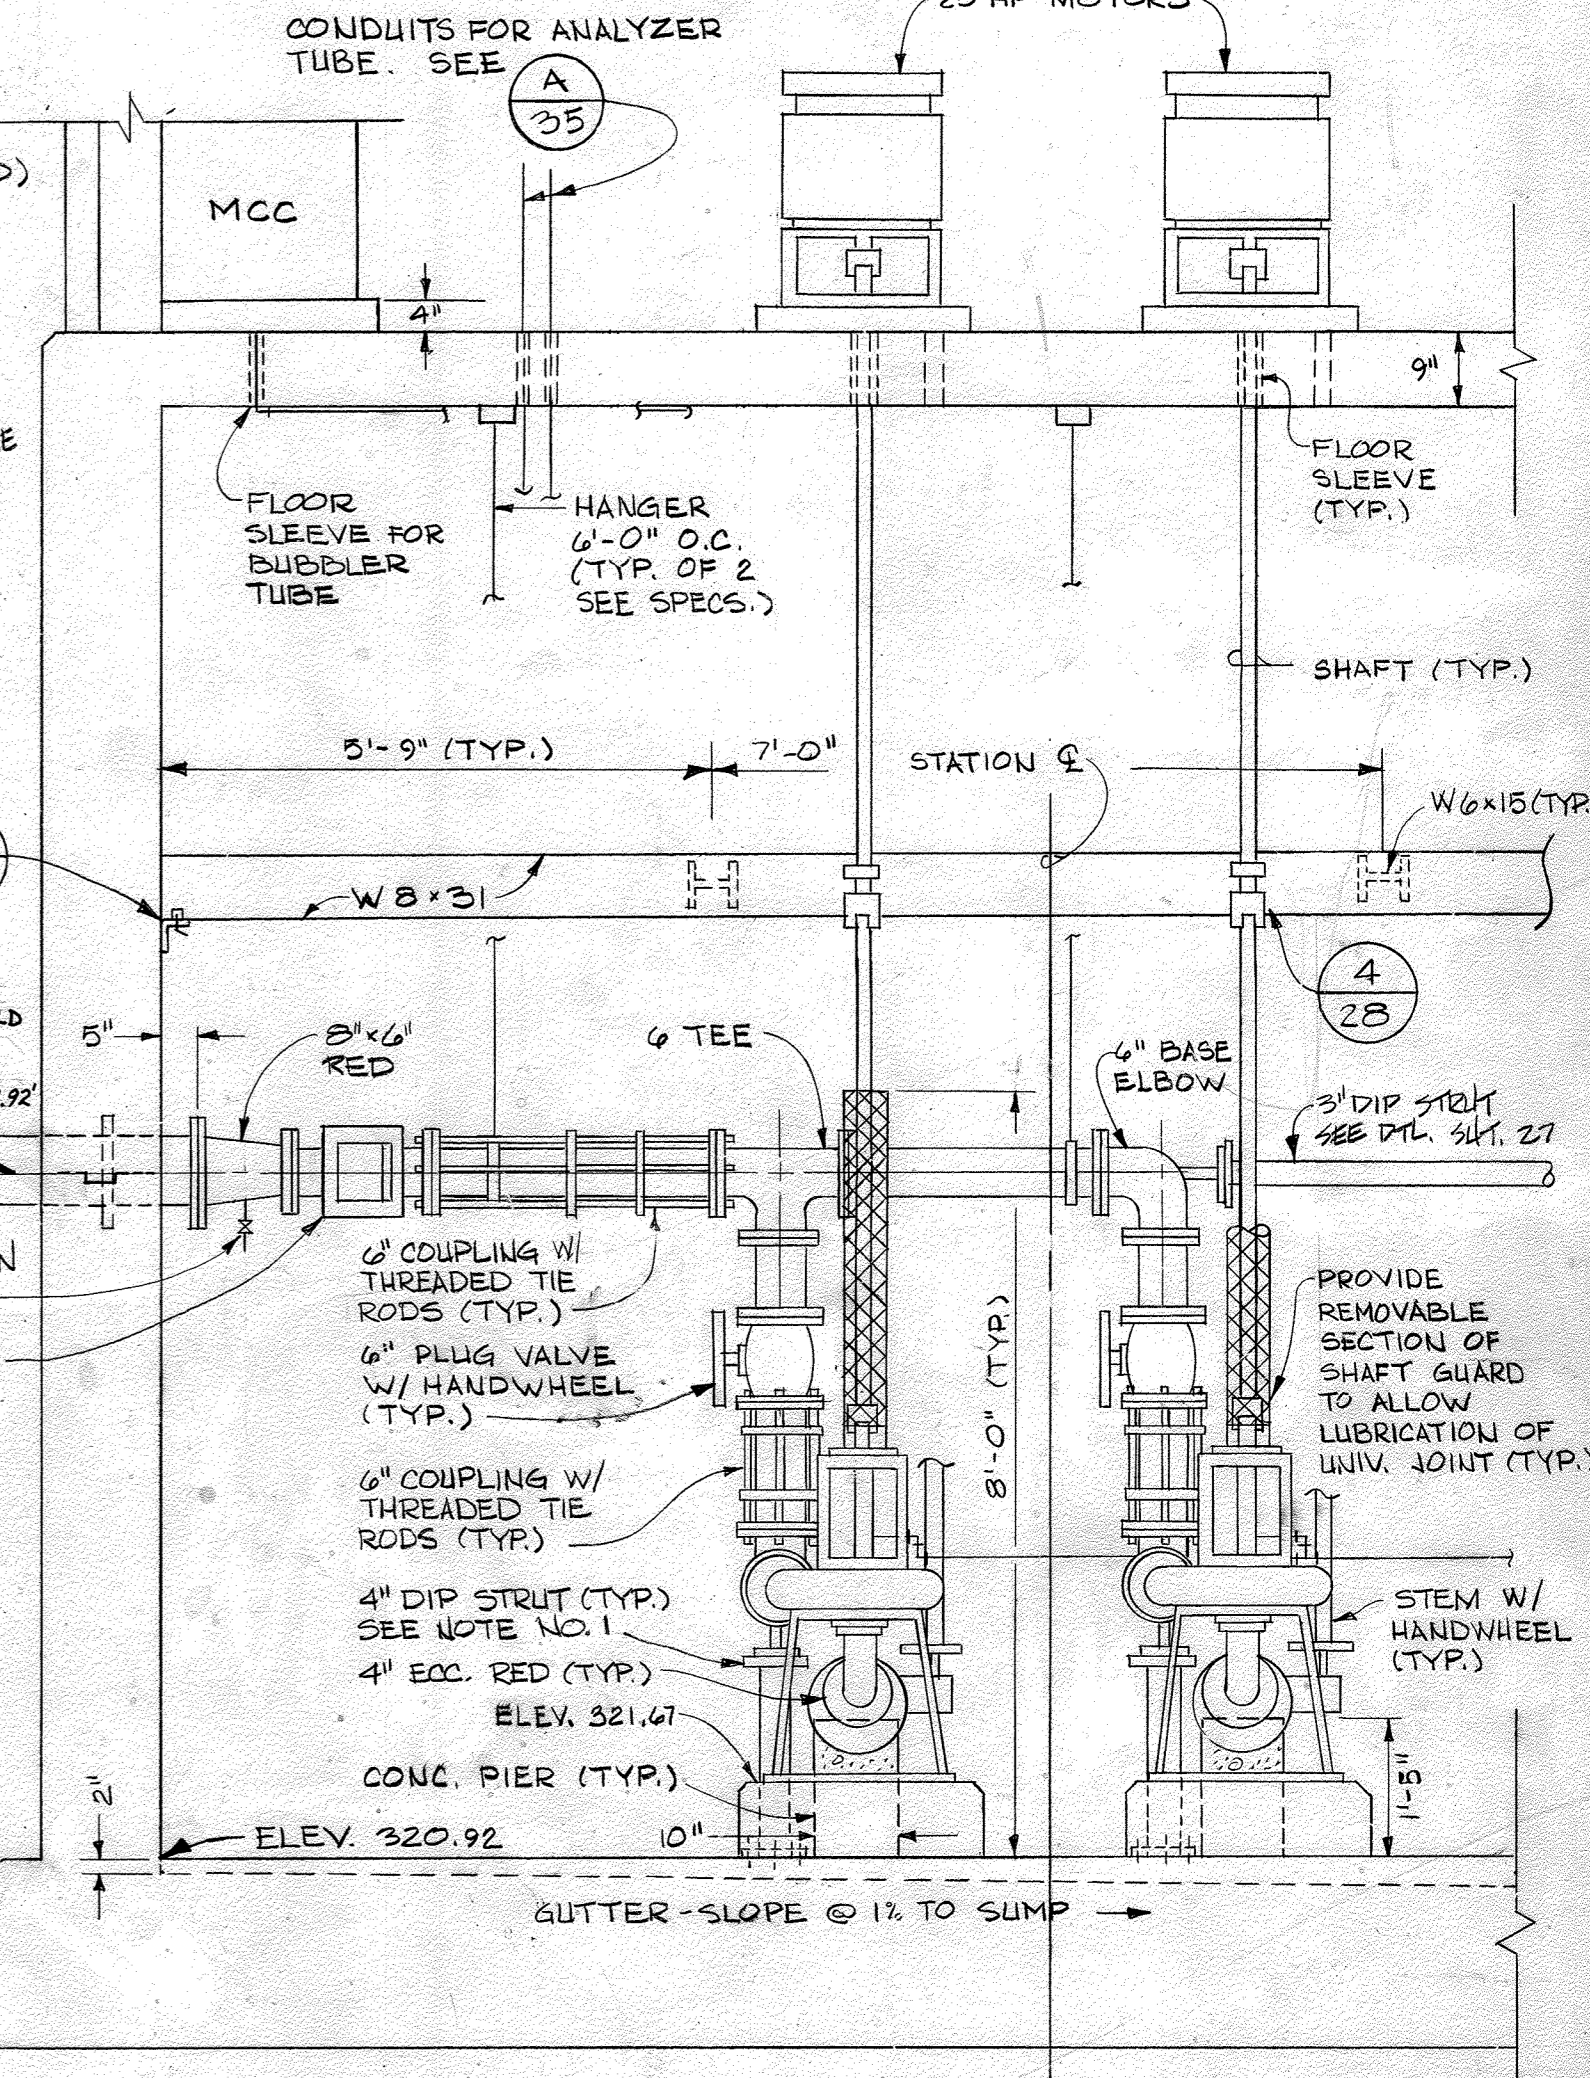 25 HP MOTORS
CONDUITS FOR ANALYZER
TUBE. SEE
A
35
MCC
4"
9"
FLOOR
SLEEVE
(TYP.)
FLOOR
SLEEVE FOR
BUBBLER
TUBE
HANGER
6'-0" O.C.
(TYP. OF 2
SEE SPECS.)
SHAFT (TYP.)
5'-9" (TYP.)
7'-0"
STATION ℄
W6x15 (TYP.
W 8 x 31
4
28
5"
8"x6"
RED
6 TEE
6" BASE
ELBOW
.92'
3" DIP STRUT
SEE DTL. SHT. 27
6" COUPLING W/
THREADED TIE
RODS (TYP.)
6" PLUG VALVE
W/ HANDWHEEL
(TYP.)
8'-0" (TYP.)
PROVIDE
REMOVABLE
SECTION OF
SHAFT GUARD
TO ALLOW
LUBRICATION OF
UNIV. JOINT (TYP.)
6" COUPLING W/
THREADED TIE
RODS (TYP.)
4" DIP STRUT (TYP.)
SEE NOTE NO. 1
4" ECC. RED (TYP.)
ELEV. 321.67
STEM W/
HANDWHEEL
(TYP.)
CONC. PIER (TYP.)
1'-5"
2"
ELEV. 320.92
10"
GUTTER-SLOPE @ 1% TO SUMP